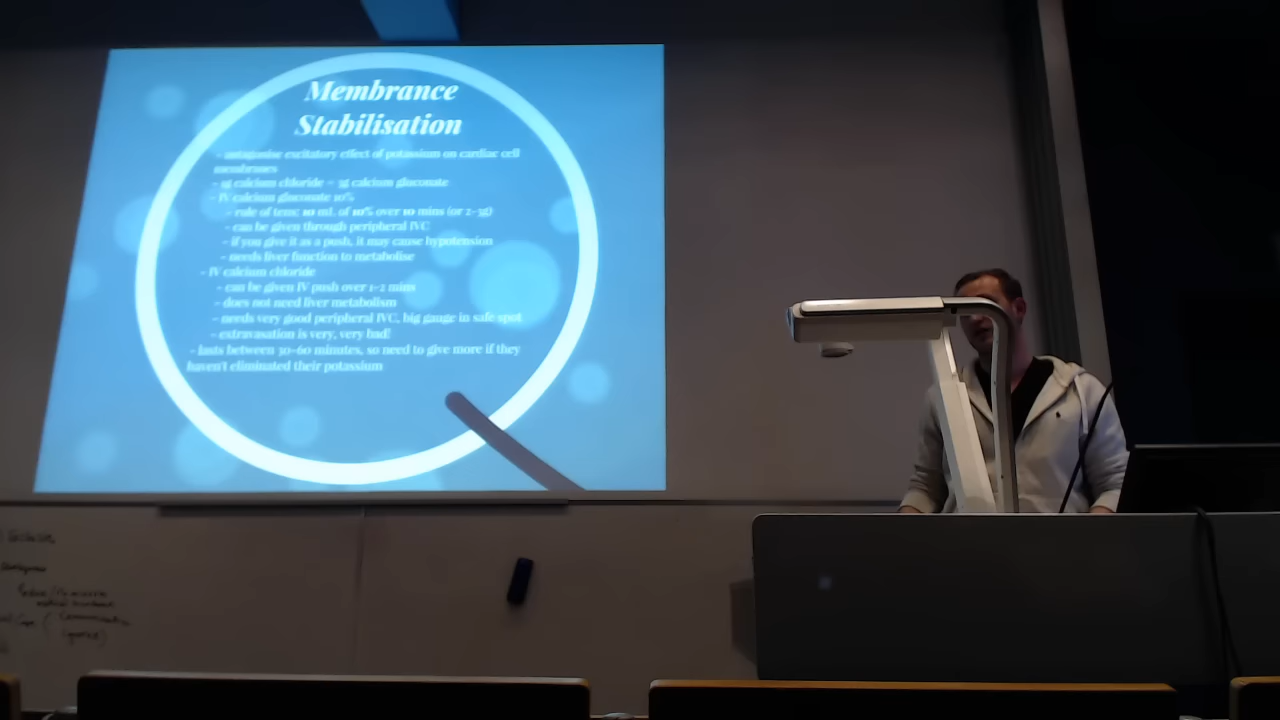 Membrance
Stabilisation
- antagonise excitatory effect of potassium on cardiac cell
membranes
- 1g calcium chloride = 3g calcium gluconate
- IV calcium gluconate 10%
- rule of tens: 10 mL of 10% over 10 mins (or 2-3g)
- can be given through peripheral IVC
- if you give it as a push, it may cause hypotension
- needs liver function to metabolise
- IV calcium chloride
- can be given IV push over 1-2 mins
- does not need liver metabolism
- needs very good peripheral IVC, big gauge in safe spot
- extravasation is very, very bad!
- lasts between 30-60 minutes, so need to give more if they
haven't eliminated their potassium